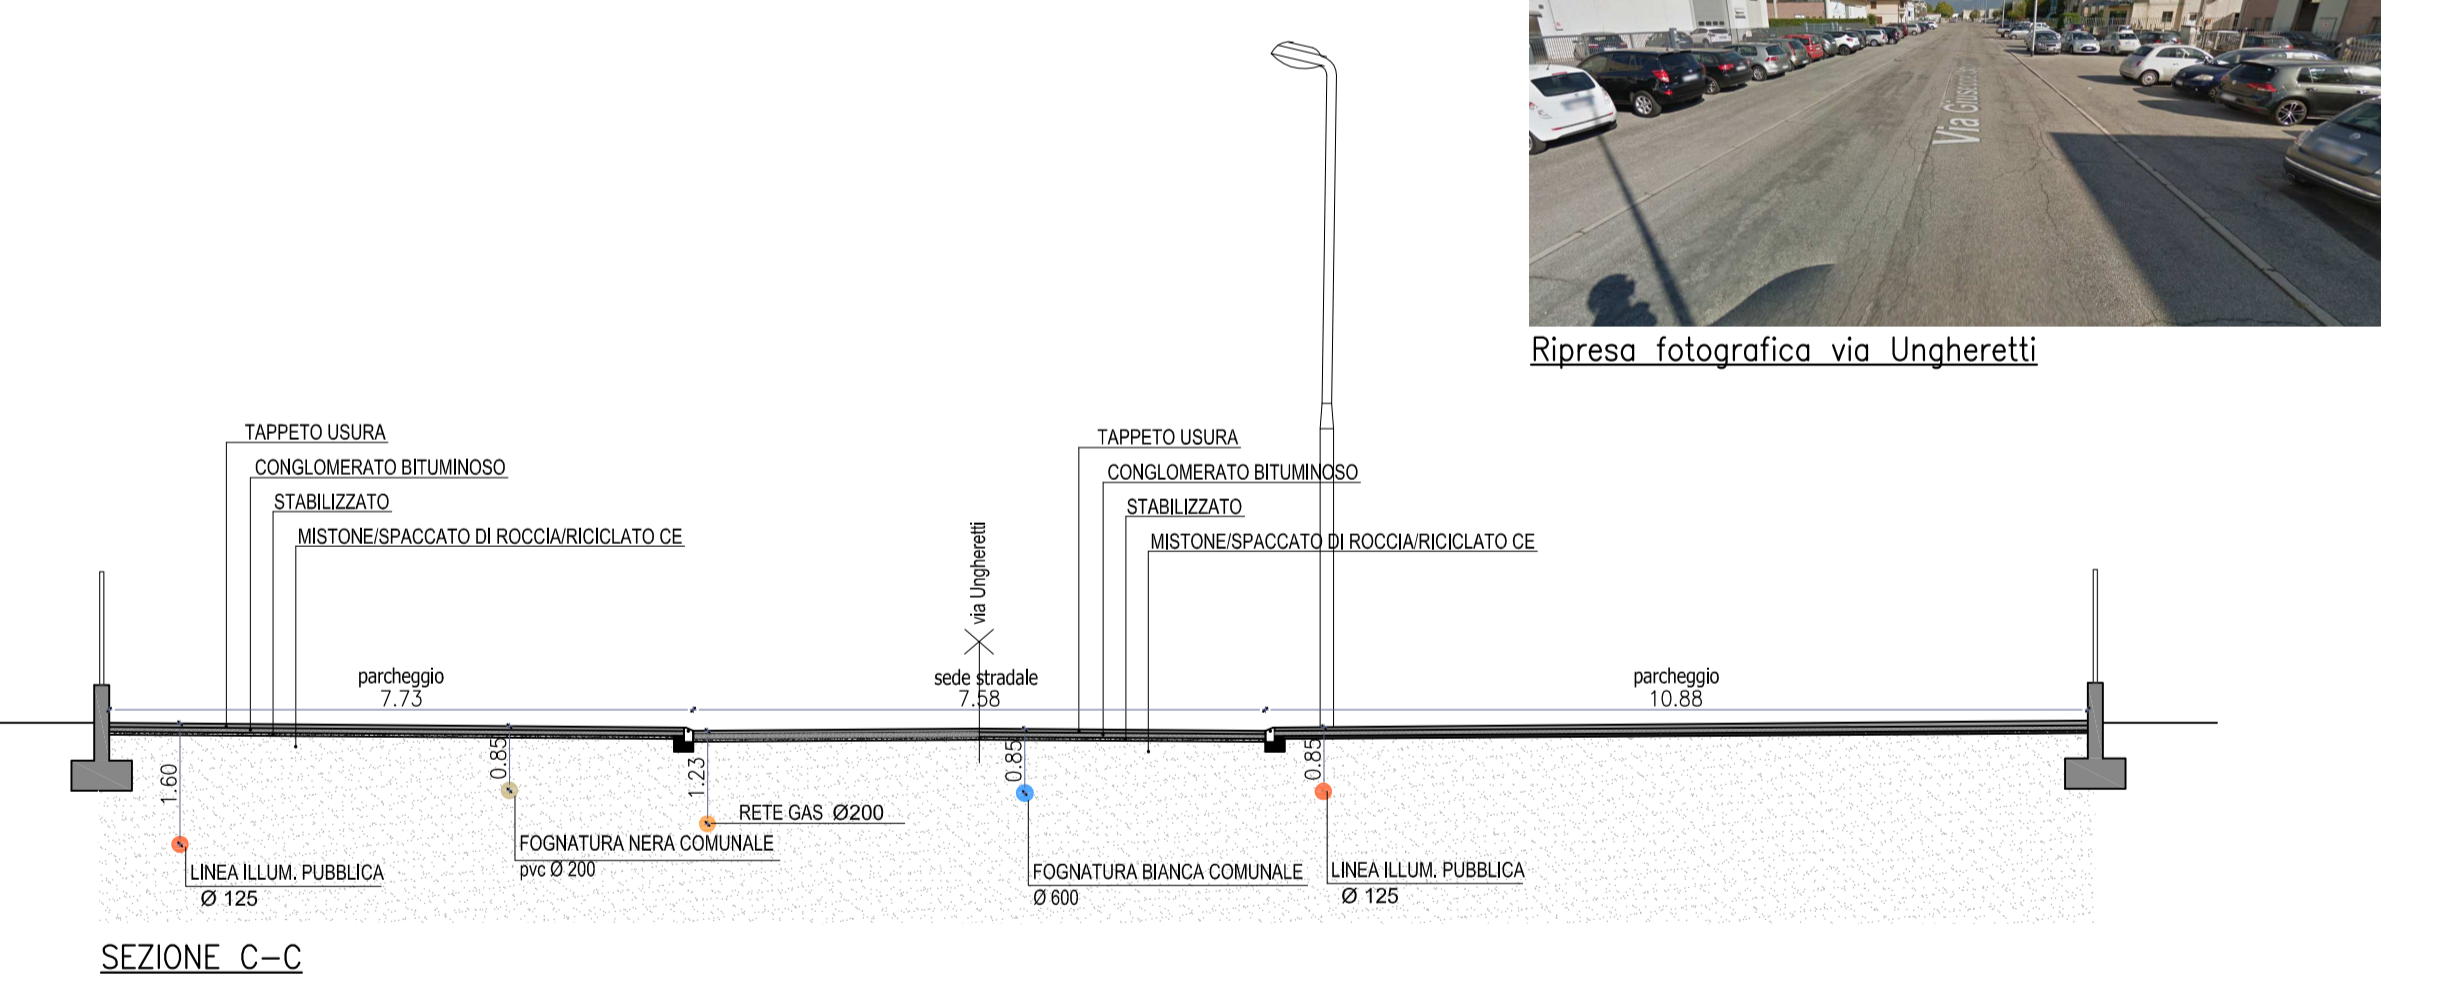 Via Gius
Ripresa fotografica via Ungheretti
TAPPETO USURA
CONGLOMERATO BITUMINOSO
STABILIZZATO
MISTONE/SPACCATO DI ROCCIA/RICICLATO CE
TAPPETO USURA
CONGLOMERATO BITUMINOSO
STABILIZZATO
MISTONE/SPACCATO DI ROCCIA/RICICLATO CE
via Ungheretti
parcheggio
7.73
sede stradale
7.58
parcheggio
10.88
1.60
0.85
1.23
0.85
0.85
RETE GAS Ø200
FOGNATURA NERA COMUNALE
pvc Ø 200
LINEA ILLUM. PUBBLICA
Ø 125
FOGNATURA BIANCA COMUNALE
Ø 600
LINEA ILLUM. PUBBLICA
Ø 125
SEZIONE C-C